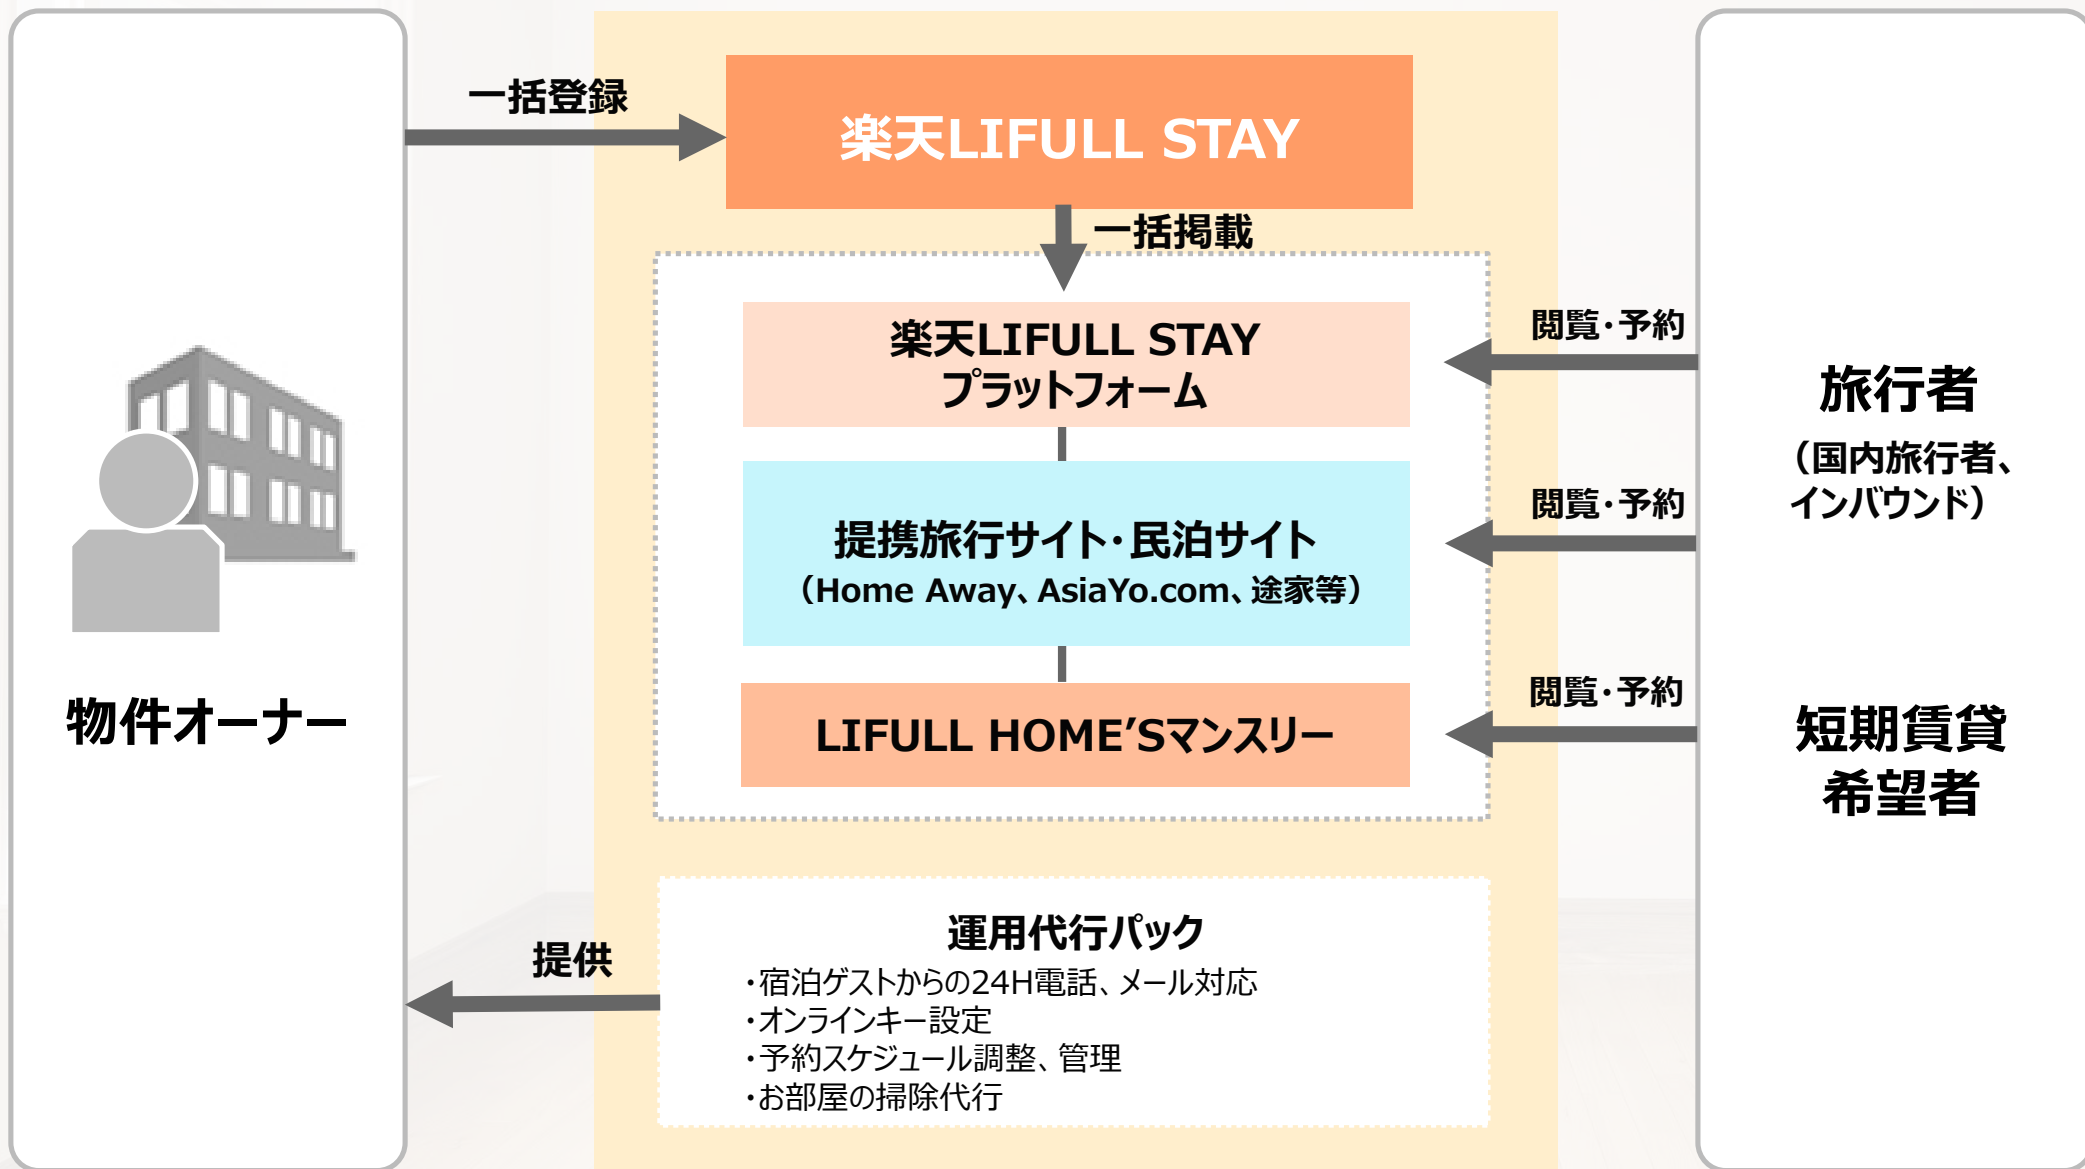 一括登録
楽天LIFULL STAY
一括掲載
楽天LIFULL STAY
プラットフォーム
閲覧・予約
提携旅行サイト・民泊サイト
（Home Away、AsiaYo.com、途家等）
閲覧・予約
LIFULL HOME’Sマンスリー
閲覧・予約
物件オーナー
旅行者
（国内旅行者、
インバウンド）
短期賃貸
希望者
提供
運用代行パック
・宿泊ゲストからの24H電話、メール対応
・オンラインキー設定
・予約スケジュール調整、管理
・お部屋の掃除代行